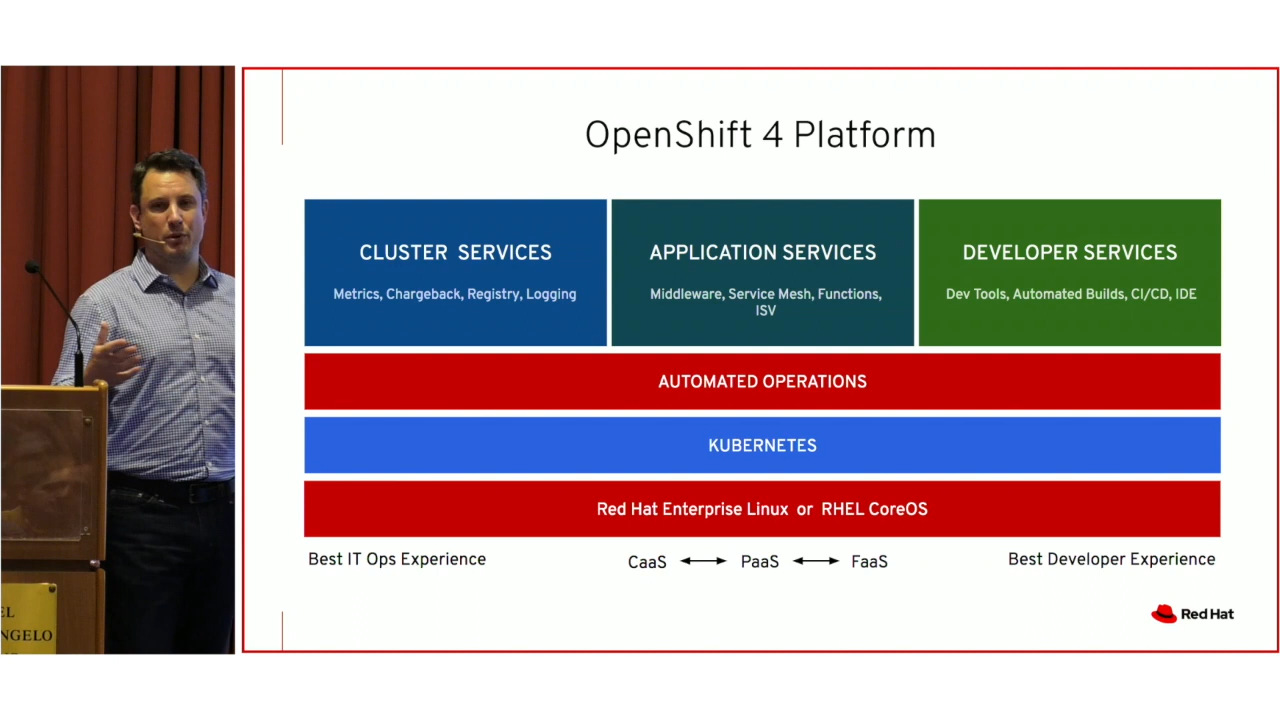 OpenShift 4 Platform
CLUSTER SERVICES
Metrics, Chargeback, Registry, Logging
APPLICATION SERVICES
Middleware, Service Mesh, Functions,
ISV
DEVELOPER SERVICES
Dev Tools, Automated Builds, CI/CD, IDE
AUTOMATED OPERATIONS
KUBERNETES
Red Hat Enterprise Linux or RHEL CoreOS
Best IT Ops Experience
CaaS PaaS FaaS
Best Developer Experience
Red Hat
EL
NGELO